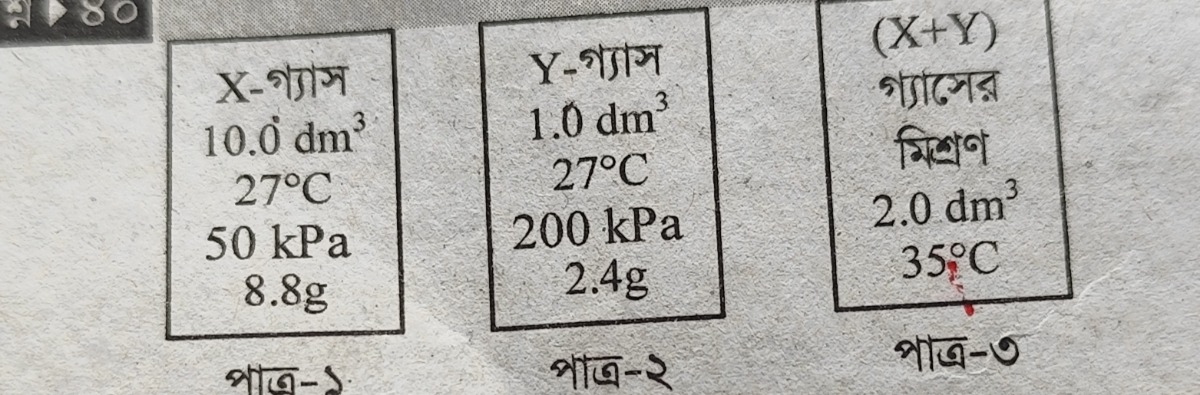 ▶ ৪০
X-গ্যাস
10.0 dm³
27°C
50 kPa
8.8g
পাত্র-১
Y-গ্যাস
1.0 dm³
27°C
200 kPa
2.4g
পাত্র-২
(X+Y)
গ্যাসের
মিশ্রণ
2.0 dm³
35°C
পাত্র-৩